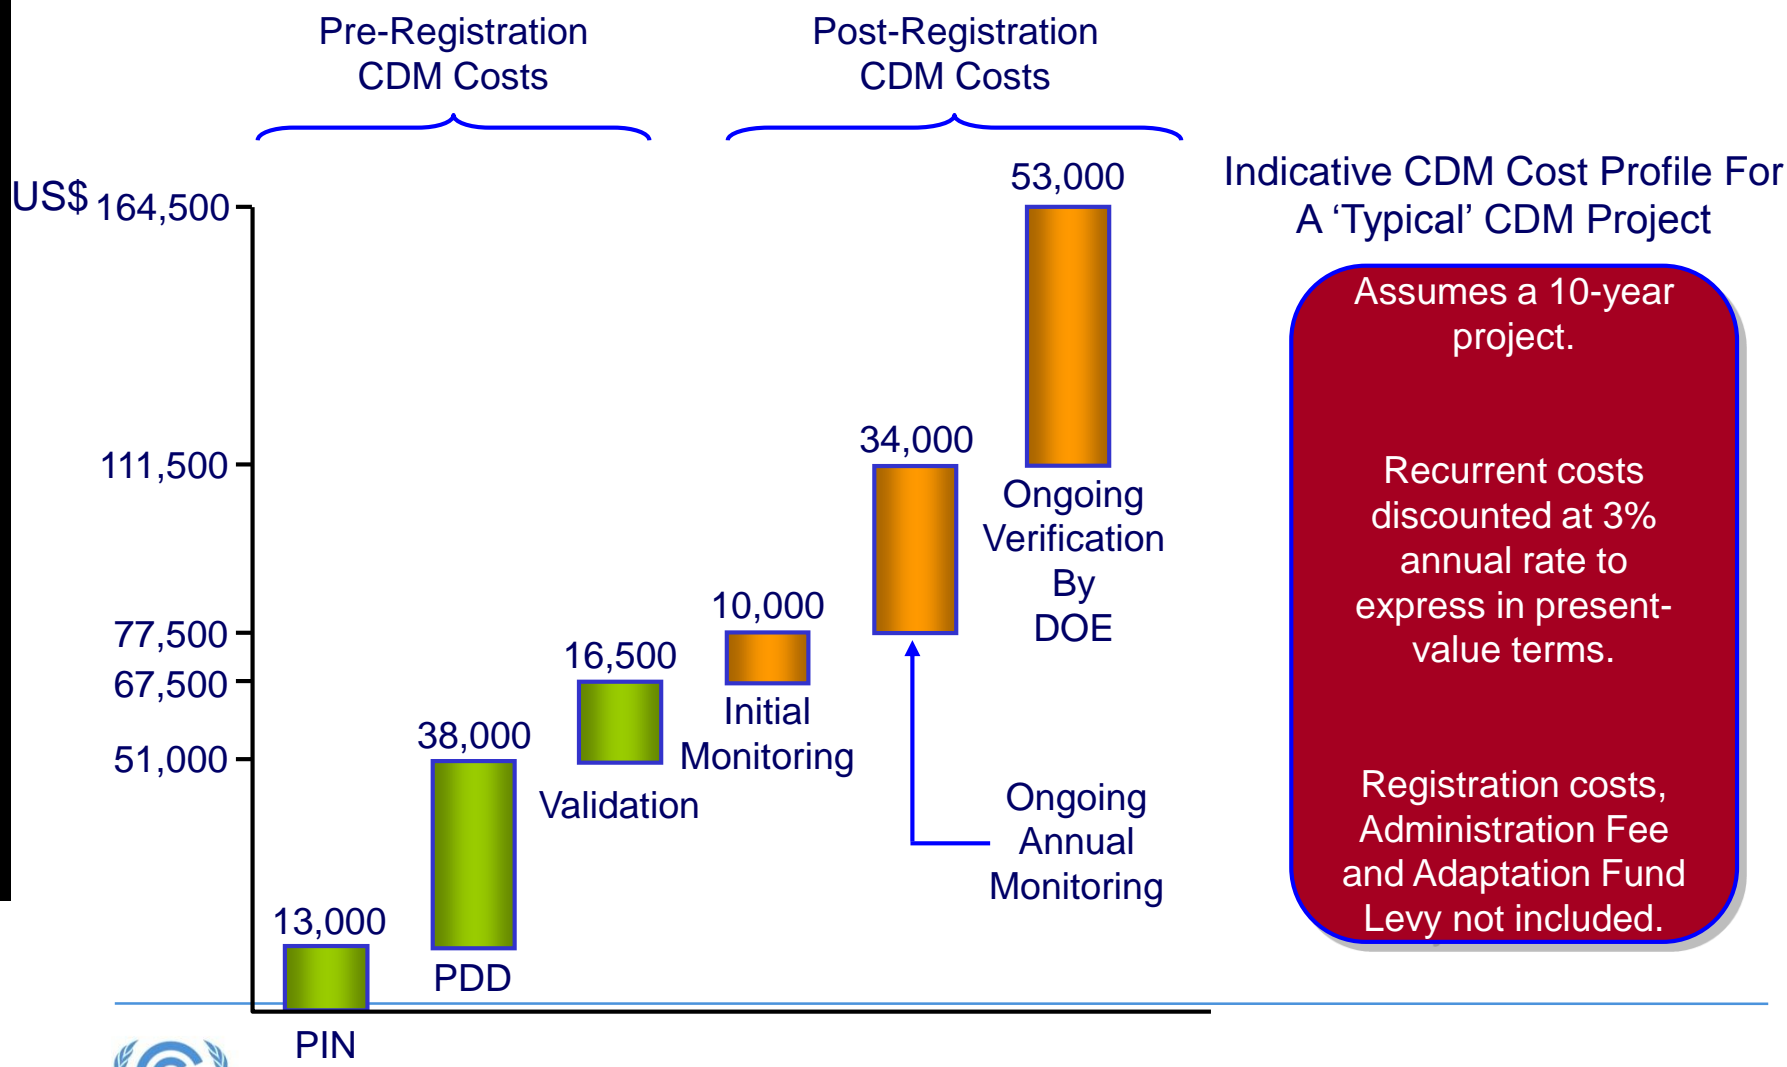 Pre-Registration
CDM Costs
Post-Registration
CDM Costs
Indicative CDM Cost Profile For
A ‘Typical’ CDM Project
US$
164,500
111,500
77,500
67,500
51,000
13,000
PIN
38,000
PDD
16,500
Validation
10,000
Initial
Monitoring
34,000
Ongoing
Annual
Monitoring
53,000
Ongoing
Verification
By
DOE
Assumes a 10-year
project.
Recurrent costs
discounted at 3%
annual rate to
express in present-
value terms.
Registration costs,
Administration Fee
and Adaptation Fund
Levy not included.